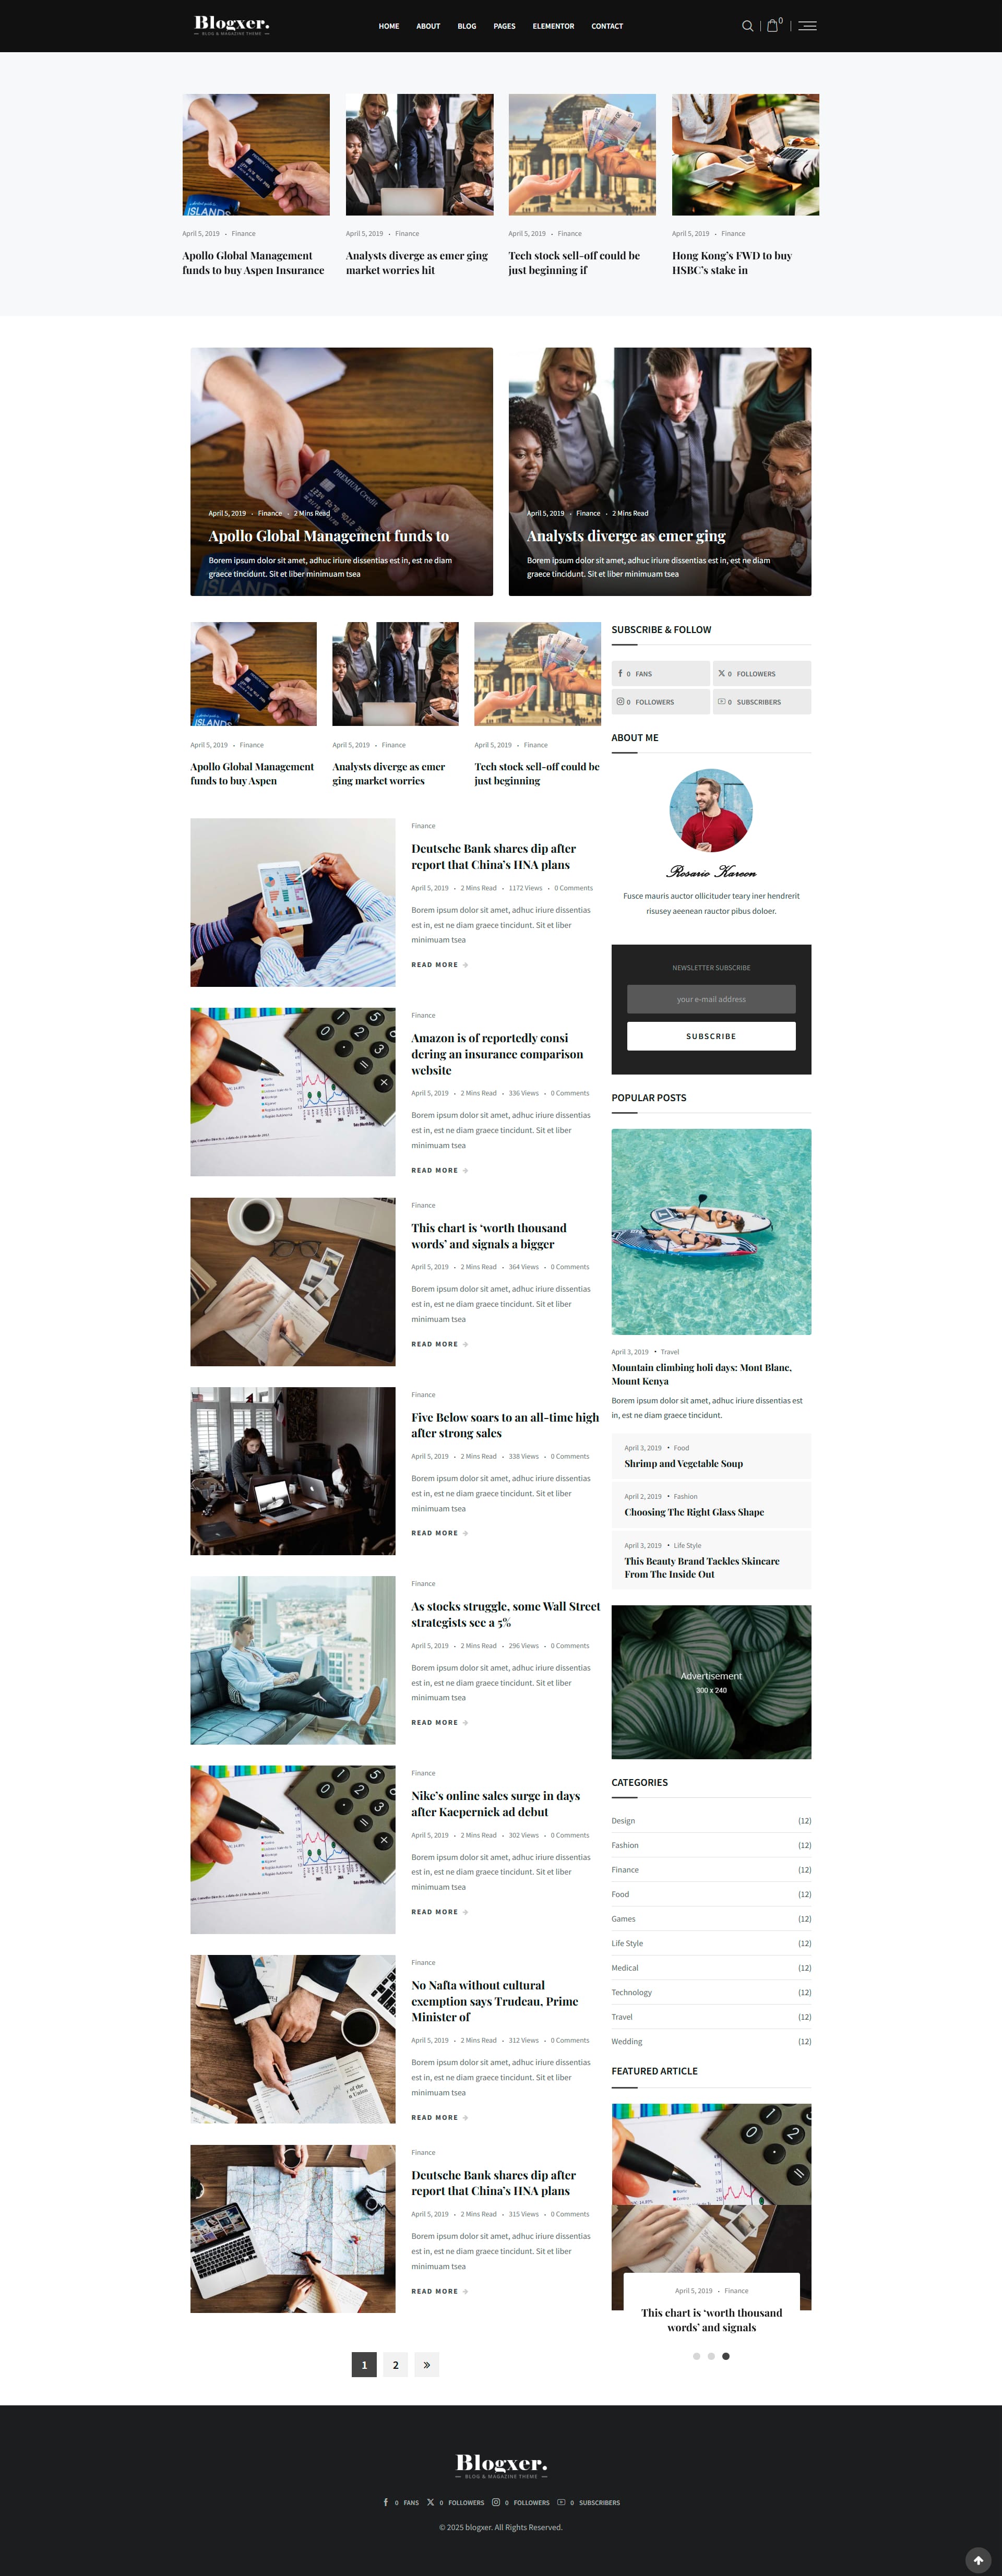 Blogxer.
BLOG & MAGAZINE THEME
HOME ABOUT BLOG PAGES ELEMENTOR CONTACT
0
ISLANDS
April 5, 2019 • Finance
Apollo Global Management
funds to buy Aspen Insurance
April 5, 2019 • Finance
Analysts diverge as emer ging
market worries hit
April 5, 2019 • Finance
Tech stock sell-off could be
just beginning if
April 5, 2019 • Finance
Hong Kong’s FWD to buy
HSBC’s stake in
PREMIUM Credit
ISLANDS
April 5, 2019 • Finance • 2 Mins Read
Apollo Global Management funds to
Borem ipsum dolor sit amet, adhuc iriure dissentias est in, est ne diam
graece tincidunt. Sit et liber minimuam tsea
April 5, 2019 • Finance • 2 Mins Read
Analysts diverge as emer ging
Borem ipsum dolor sit amet, adhuc iriure dissentias est in, est ne diam
graece tincidunt. Sit et liber minimuam tsea
April 5, 2019 • Finance
Apollo Global Management
funds to buy Aspen
April 5, 2019 • Finance
Analysts diverge as emer
ging market worries
April 5, 2019 • Finance
Tech stock sell-off could be
just beginning
Finance
Deutsche Bank shares dip after
report that China’s HNA plans
April 5, 2019 • 2 Mins Read • 1172 Views • 0 Comments
Borem ipsum dolor sit amet, adhuc iriure dissentias
est in, est ne diam graece tincidunt. Sit et liber
minimuam tsea
READ MORE
Finance
Amazon is of reportedly consi
dering an insurance comparison
website
April 5, 2019 • 2 Mins Read • 336 Views • 0 Comments
Borem ipsum dolor sit amet, adhuc iriure dissentias
est in, est ne diam graece tincidunt. Sit et liber
minimuam tsea
READ MORE
Finance
This chart is ‘worth thousand
words’ and signals a bigger
April 5, 2019 • 2 Mins Read • 364 Views • 0 Comments
Borem ipsum dolor sit amet, adhuc iriure dissentias
est in, est ne diam graece tincidunt. Sit et liber
minimuam tsea
READ MORE
Finance
Five Below soars to an all-time high
after strong sales
April 5, 2019 • 2 Mins Read • 338 Views • 0 Comments
Borem ipsum dolor sit amet, adhuc iriure dissentias
est in, est ne diam graece tincidunt. Sit et liber
minimuam tsea
READ MORE
Finance
As stocks struggle, some Wall Street
strategists see a 5%
April 5, 2019 • 2 Mins Read • 296 Views • 0 Comments
Borem ipsum dolor sit amet, adhuc iriure dissentias
est in, est ne diam graece tincidunt. Sit et liber
minimuam tsea
READ MORE
Finance
Nike’s online sales surge in days
after Kaepernick ad debut
April 5, 2019 • 2 Mins Read • 302 Views • 0 Comments
Borem ipsum dolor sit amet, adhuc iriure dissentias
est in, est ne diam graece tincidunt. Sit et liber
minimuam tsea
READ MORE
Finance
No Nafta without cultural
exemption says Trudeau, Prime
Minister of
April 5, 2019 • 2 Mins Read • 312 Views • 0 Comments
Borem ipsum dolor sit amet, adhuc iriure dissentias
est in, est ne diam graece tincidunt. Sit et liber
minimuam tsea
READ MORE
Finance
Deutsche Bank shares dip after
report that China’s HNA plans
April 5, 2019 • 2 Mins Read • 315 Views • 0 Comments
Borem ipsum dolor sit amet, adhuc iriure dissentias
est in, est ne diam graece tincidunt. Sit et liber
minimuam tsea
READ MORE
1 2 »
SUBSCRIBE & FOLLOW
0 FANS
0 FOLLOWERS
0 FOLLOWERS
0 SUBSCRIBERS
ABOUT ME
Rosario Kareon
Fusce mauris auctor ollicituder teary iner hendrerit
risusey aeenean rauctor pibus doloer.
NEWSLETTER SUBSCRIBE
your e-mail address
SUBSCRIBE
POPULAR POSTS
April 3, 2019 • Travel
Mountain climbing holi days: Mont Blanc,
Mount Kenya
Borem ipsum dolor sit amet, adhuc iriure dissentias est
in, est ne diam graece tincidunt.
April 3, 2019 • Food
Shrimp and Vegetable Soup
April 2, 2019 • Fashion
Choosing The Right Glass Shape
April 3, 2019 • Life Style
This Beauty Brand Tackles Skincare
From The Inside Out
Advertisement
300 x 240
CATEGORIES
Design (12)
Fashion (12)
Finance (12)
Food (12)
Games (12)
Life Style (12)
Medical (12)
Technology (12)
Travel (12)
Wedding (12)
FEATURED ARTICLE
April 5, 2019 • Finance
This chart is ‘worth thousand
words’ and signals
Blogxer.
BLOG & MAGAZINE THEME
0 FANS 0 FOLLOWERS 0 FOLLOWERS 0 SUBSCRIBERS
© 2025 blogxer. All Rights Reserved.